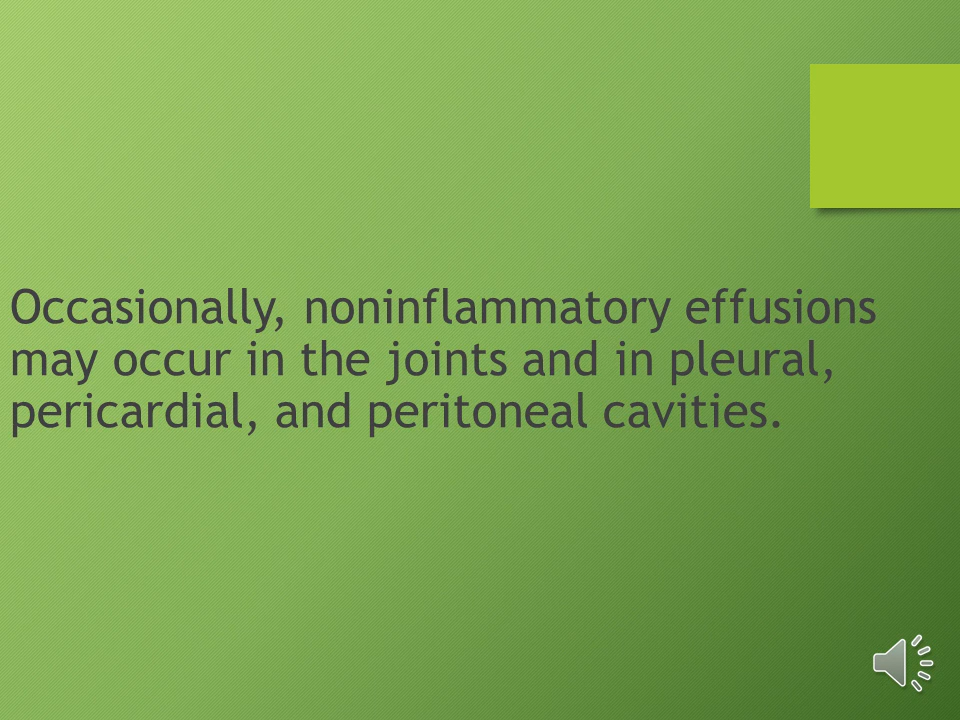 Occasionally, noninflammatory effusions
may occur in the joints and in pleural,
pericardial, and peritoneal cavities.